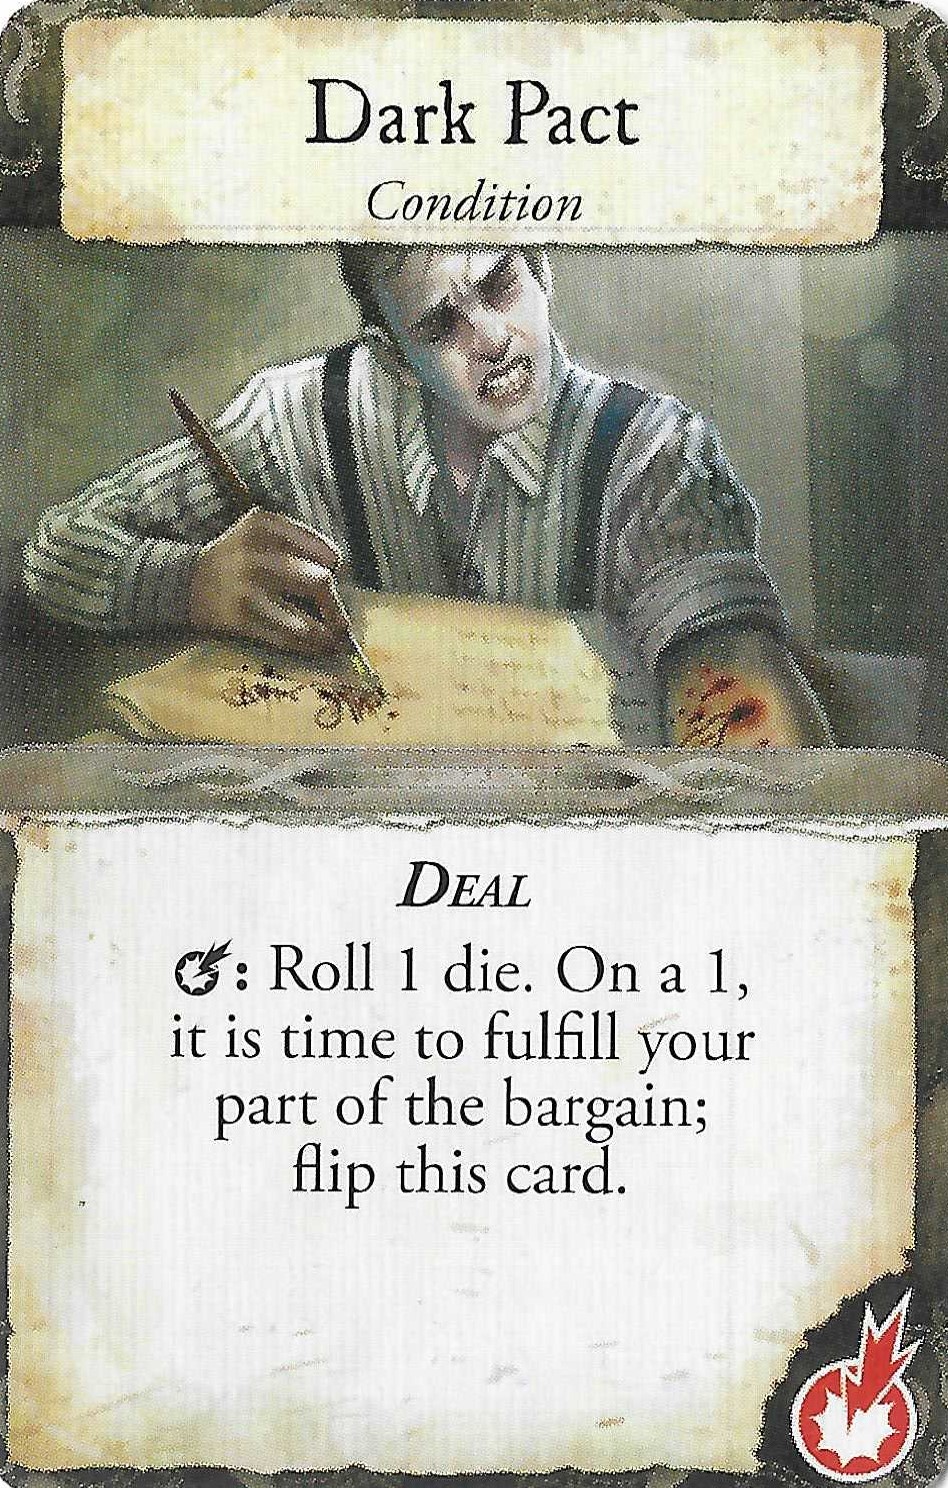 Dark Pact
Condition
DEAL
: Roll 1 die. On a 1,
it is time to fulfill your
part of the bargain;
flip this card.